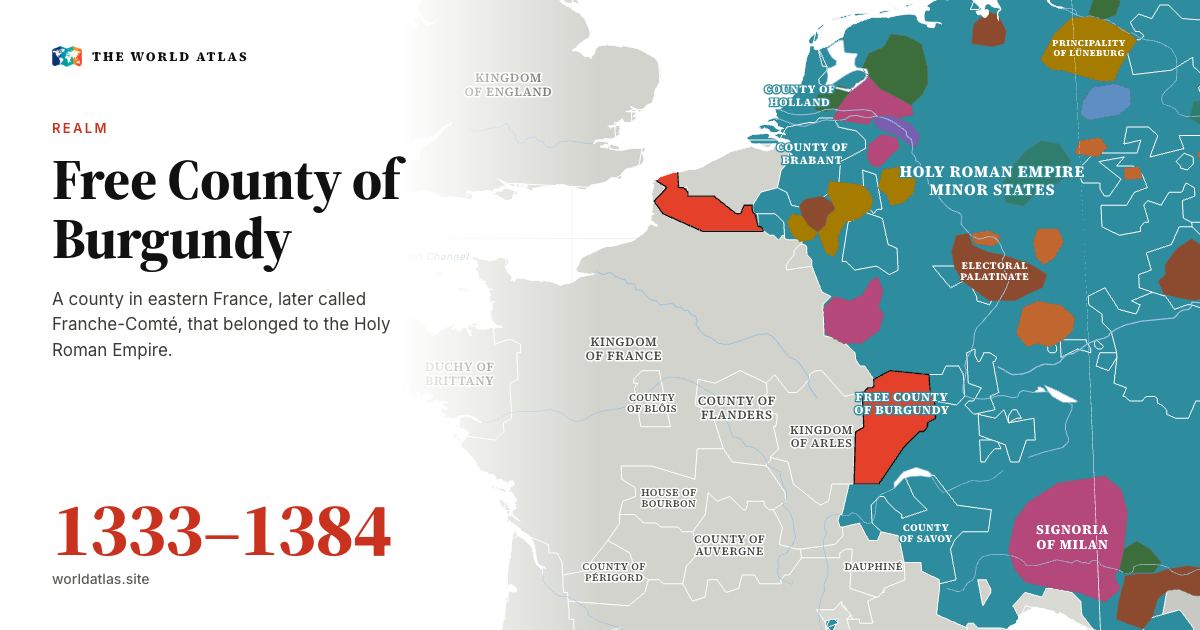 THE WORLD ATLAS
REALM
Free County of
Burgundy
A county in eastern France, later called
Franche-Comté, that belonged to the Holy
Roman Empire.
1333–1384
worldatlas.site
KINGDOM
OF ENGLAND
Channel
DUCHY OF
BRITTANY
KINGDOM
OF FRANCE
COUNTY
OF BLÔIS
COUNTY OF
FLANDERS
KINGDOM
OF ARLES
HOUSE OF
BOURBON
COUNTY OF
AUVERGNE
COUNTY OF
PÉRIGORD
DAUPHINÉ
COUNTY OF
HOLLAND
COUNTY OF
BRABANT
PRINCIPALITY
OF LÜNEBURG
HOLY ROMAN EMPIRE
MINOR STATES
ELECTORAL
PALATINATE
FREE COUNTY
OF BURGUNDY
COUNTY
OF SAVOY
SIGNORIA
OF MILAN